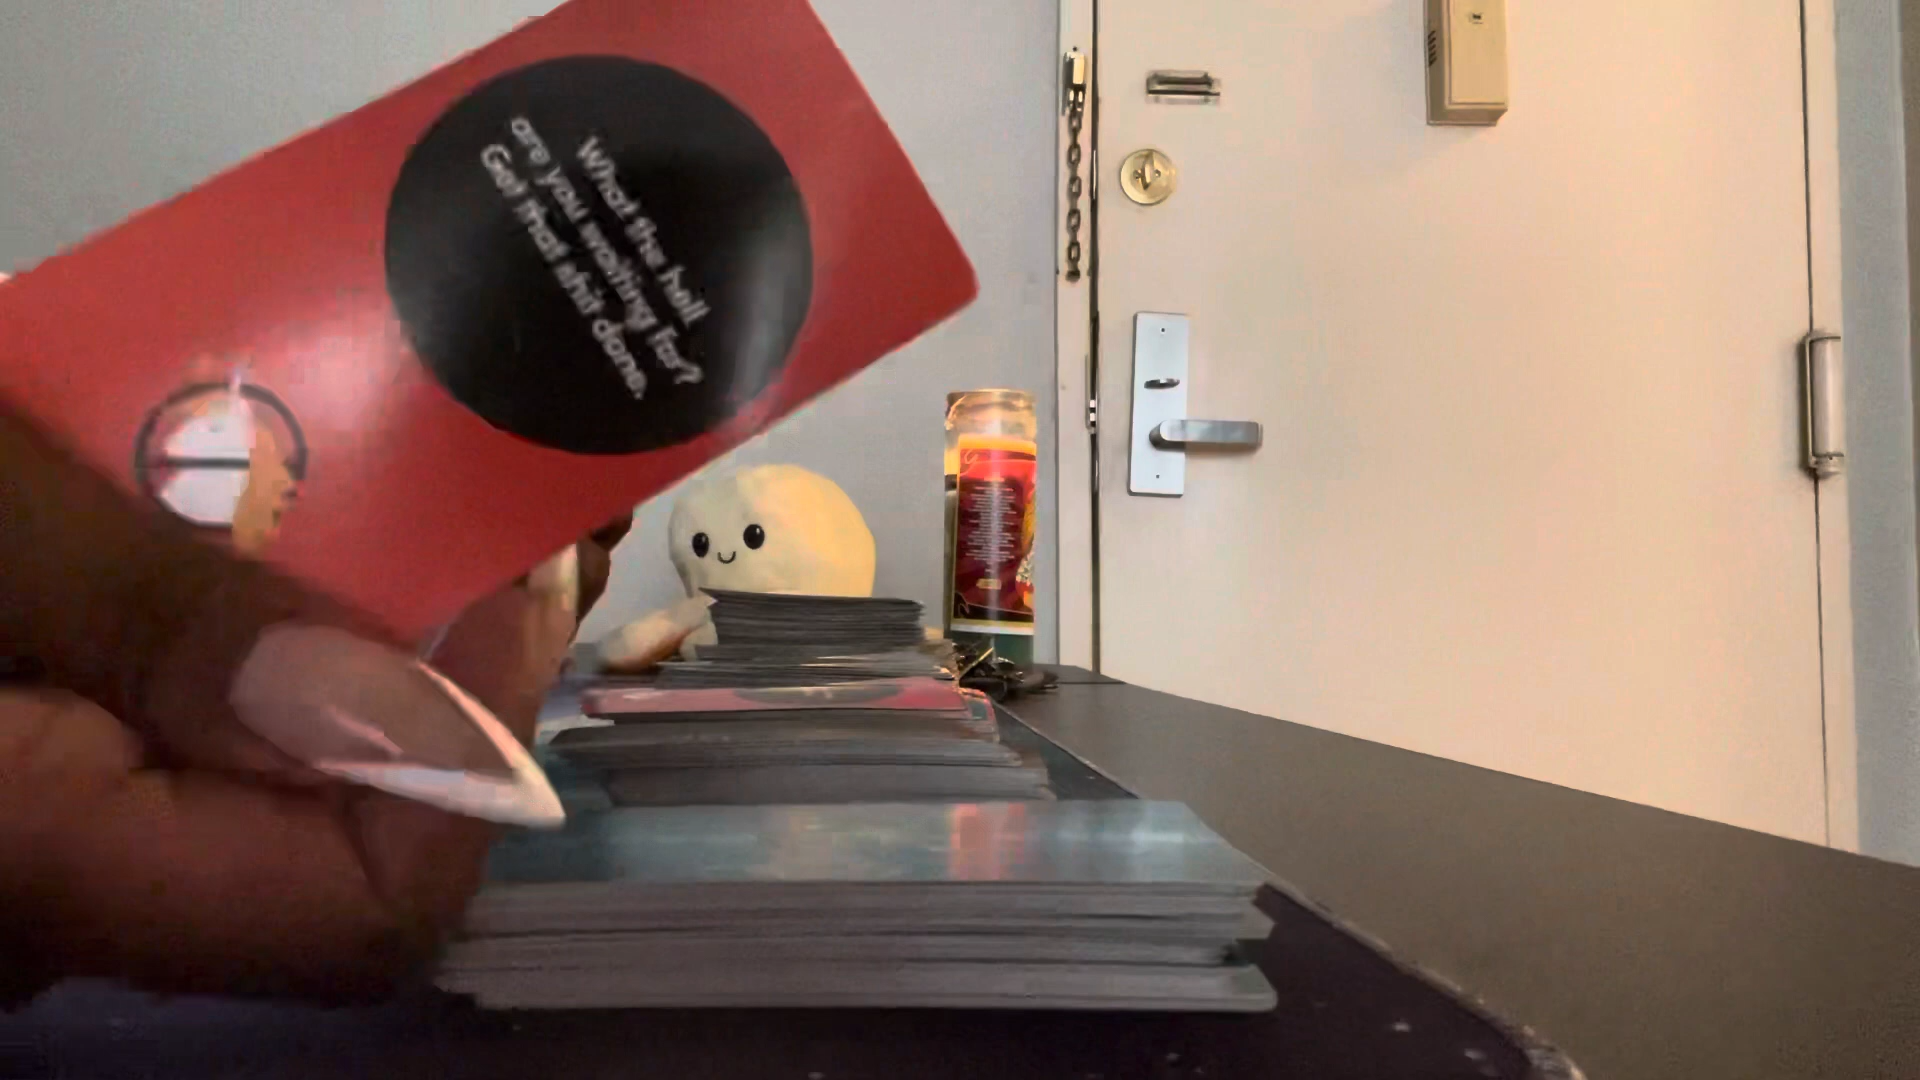 What the hell
are you waiting for?
Get that shit done.